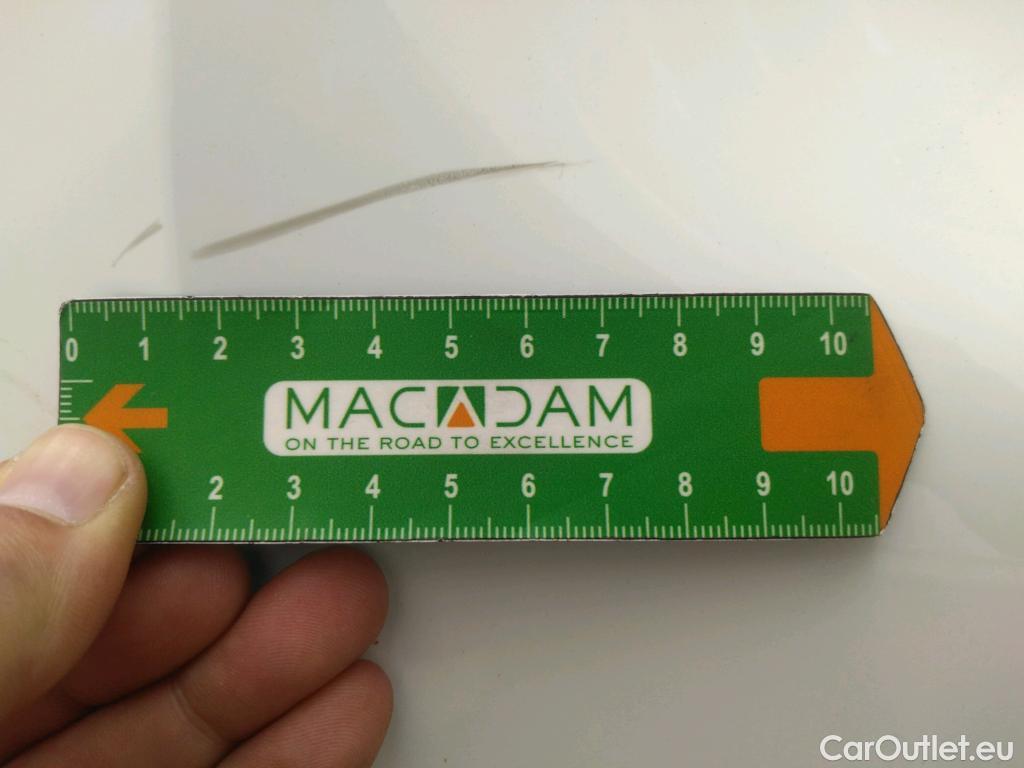 0 1 2 3 4 5 6 7 8 9 10
MACADAM
ON THE ROAD TO EXCELLENCE
2 3 4 5 6 7 8 9 10
CarOutlet.eu